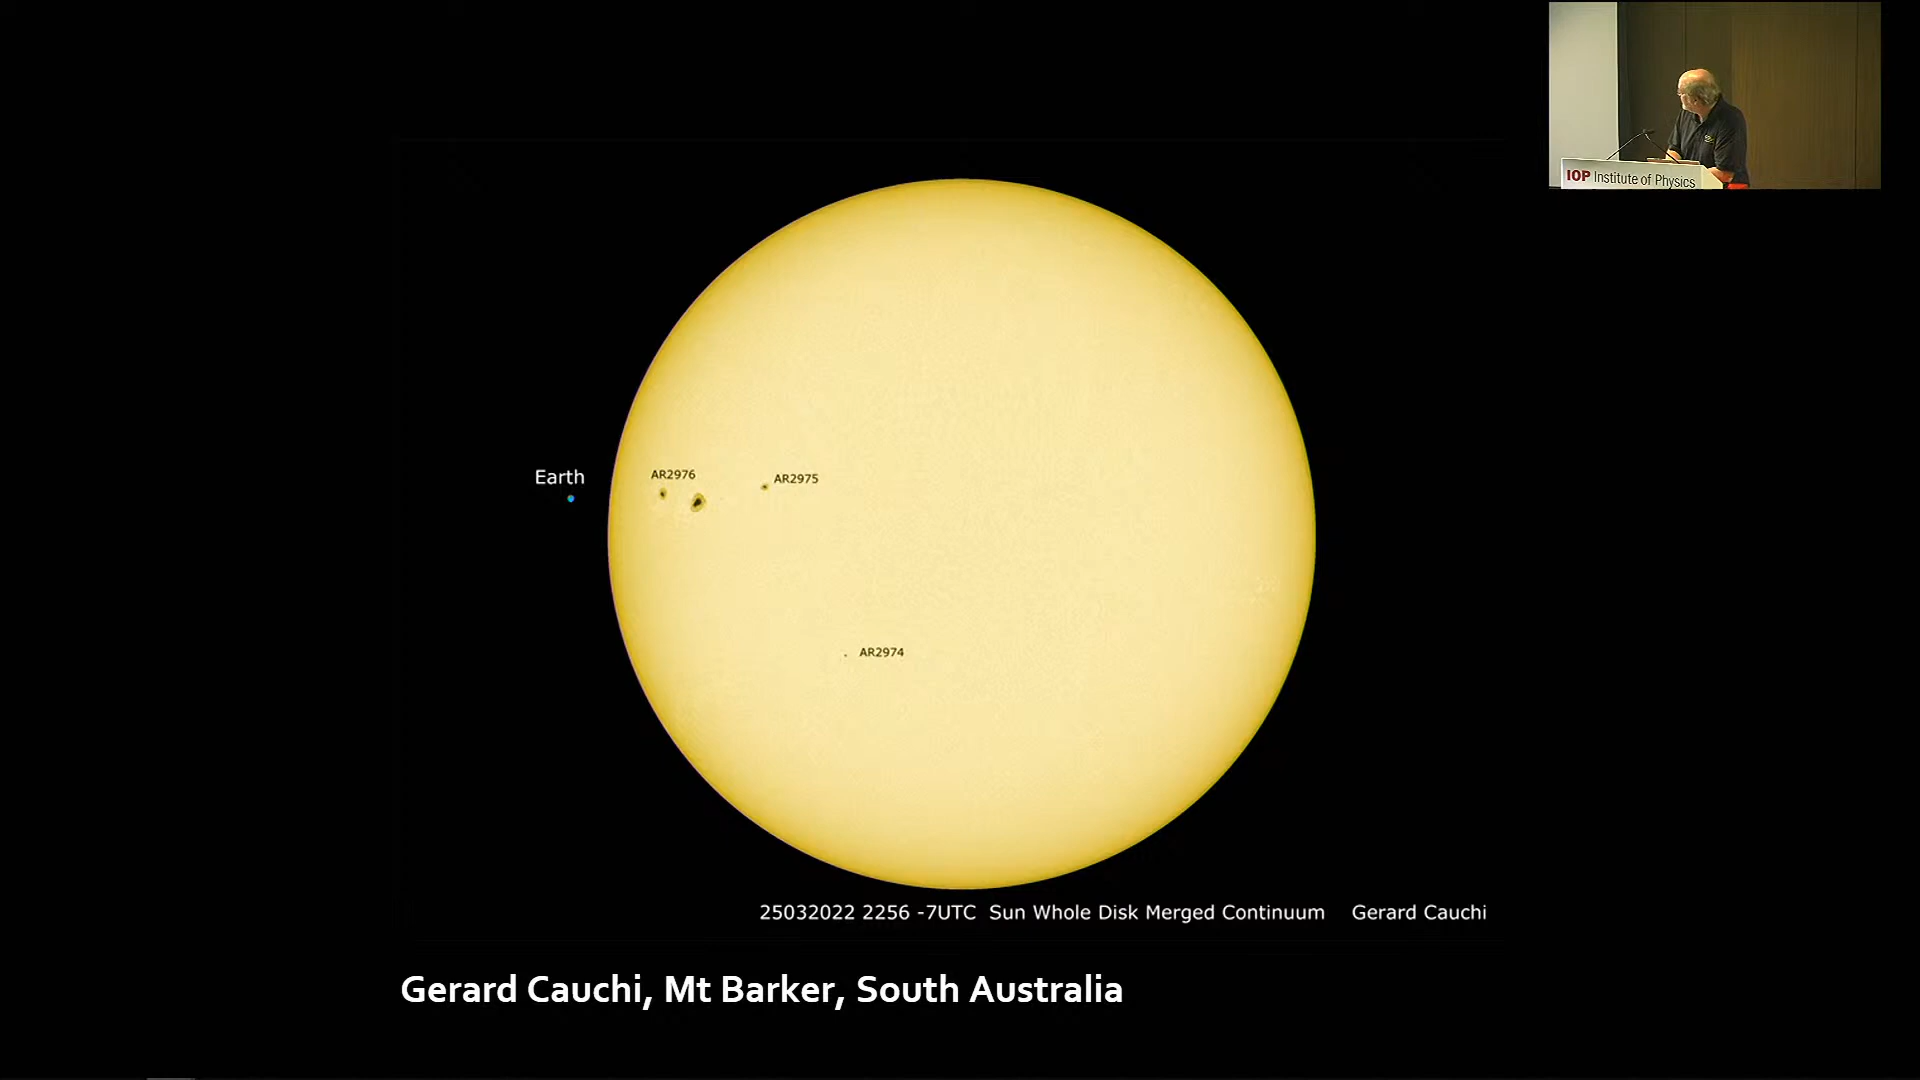 IOP Institute of Physics
Earth
AR2976
AR2975
AR2974
25032022 2256 -7UTC Sun Whole Disk Merged Continuum Gerard Cauchi
Gerard Cauchi, Mt Barker, South Australia